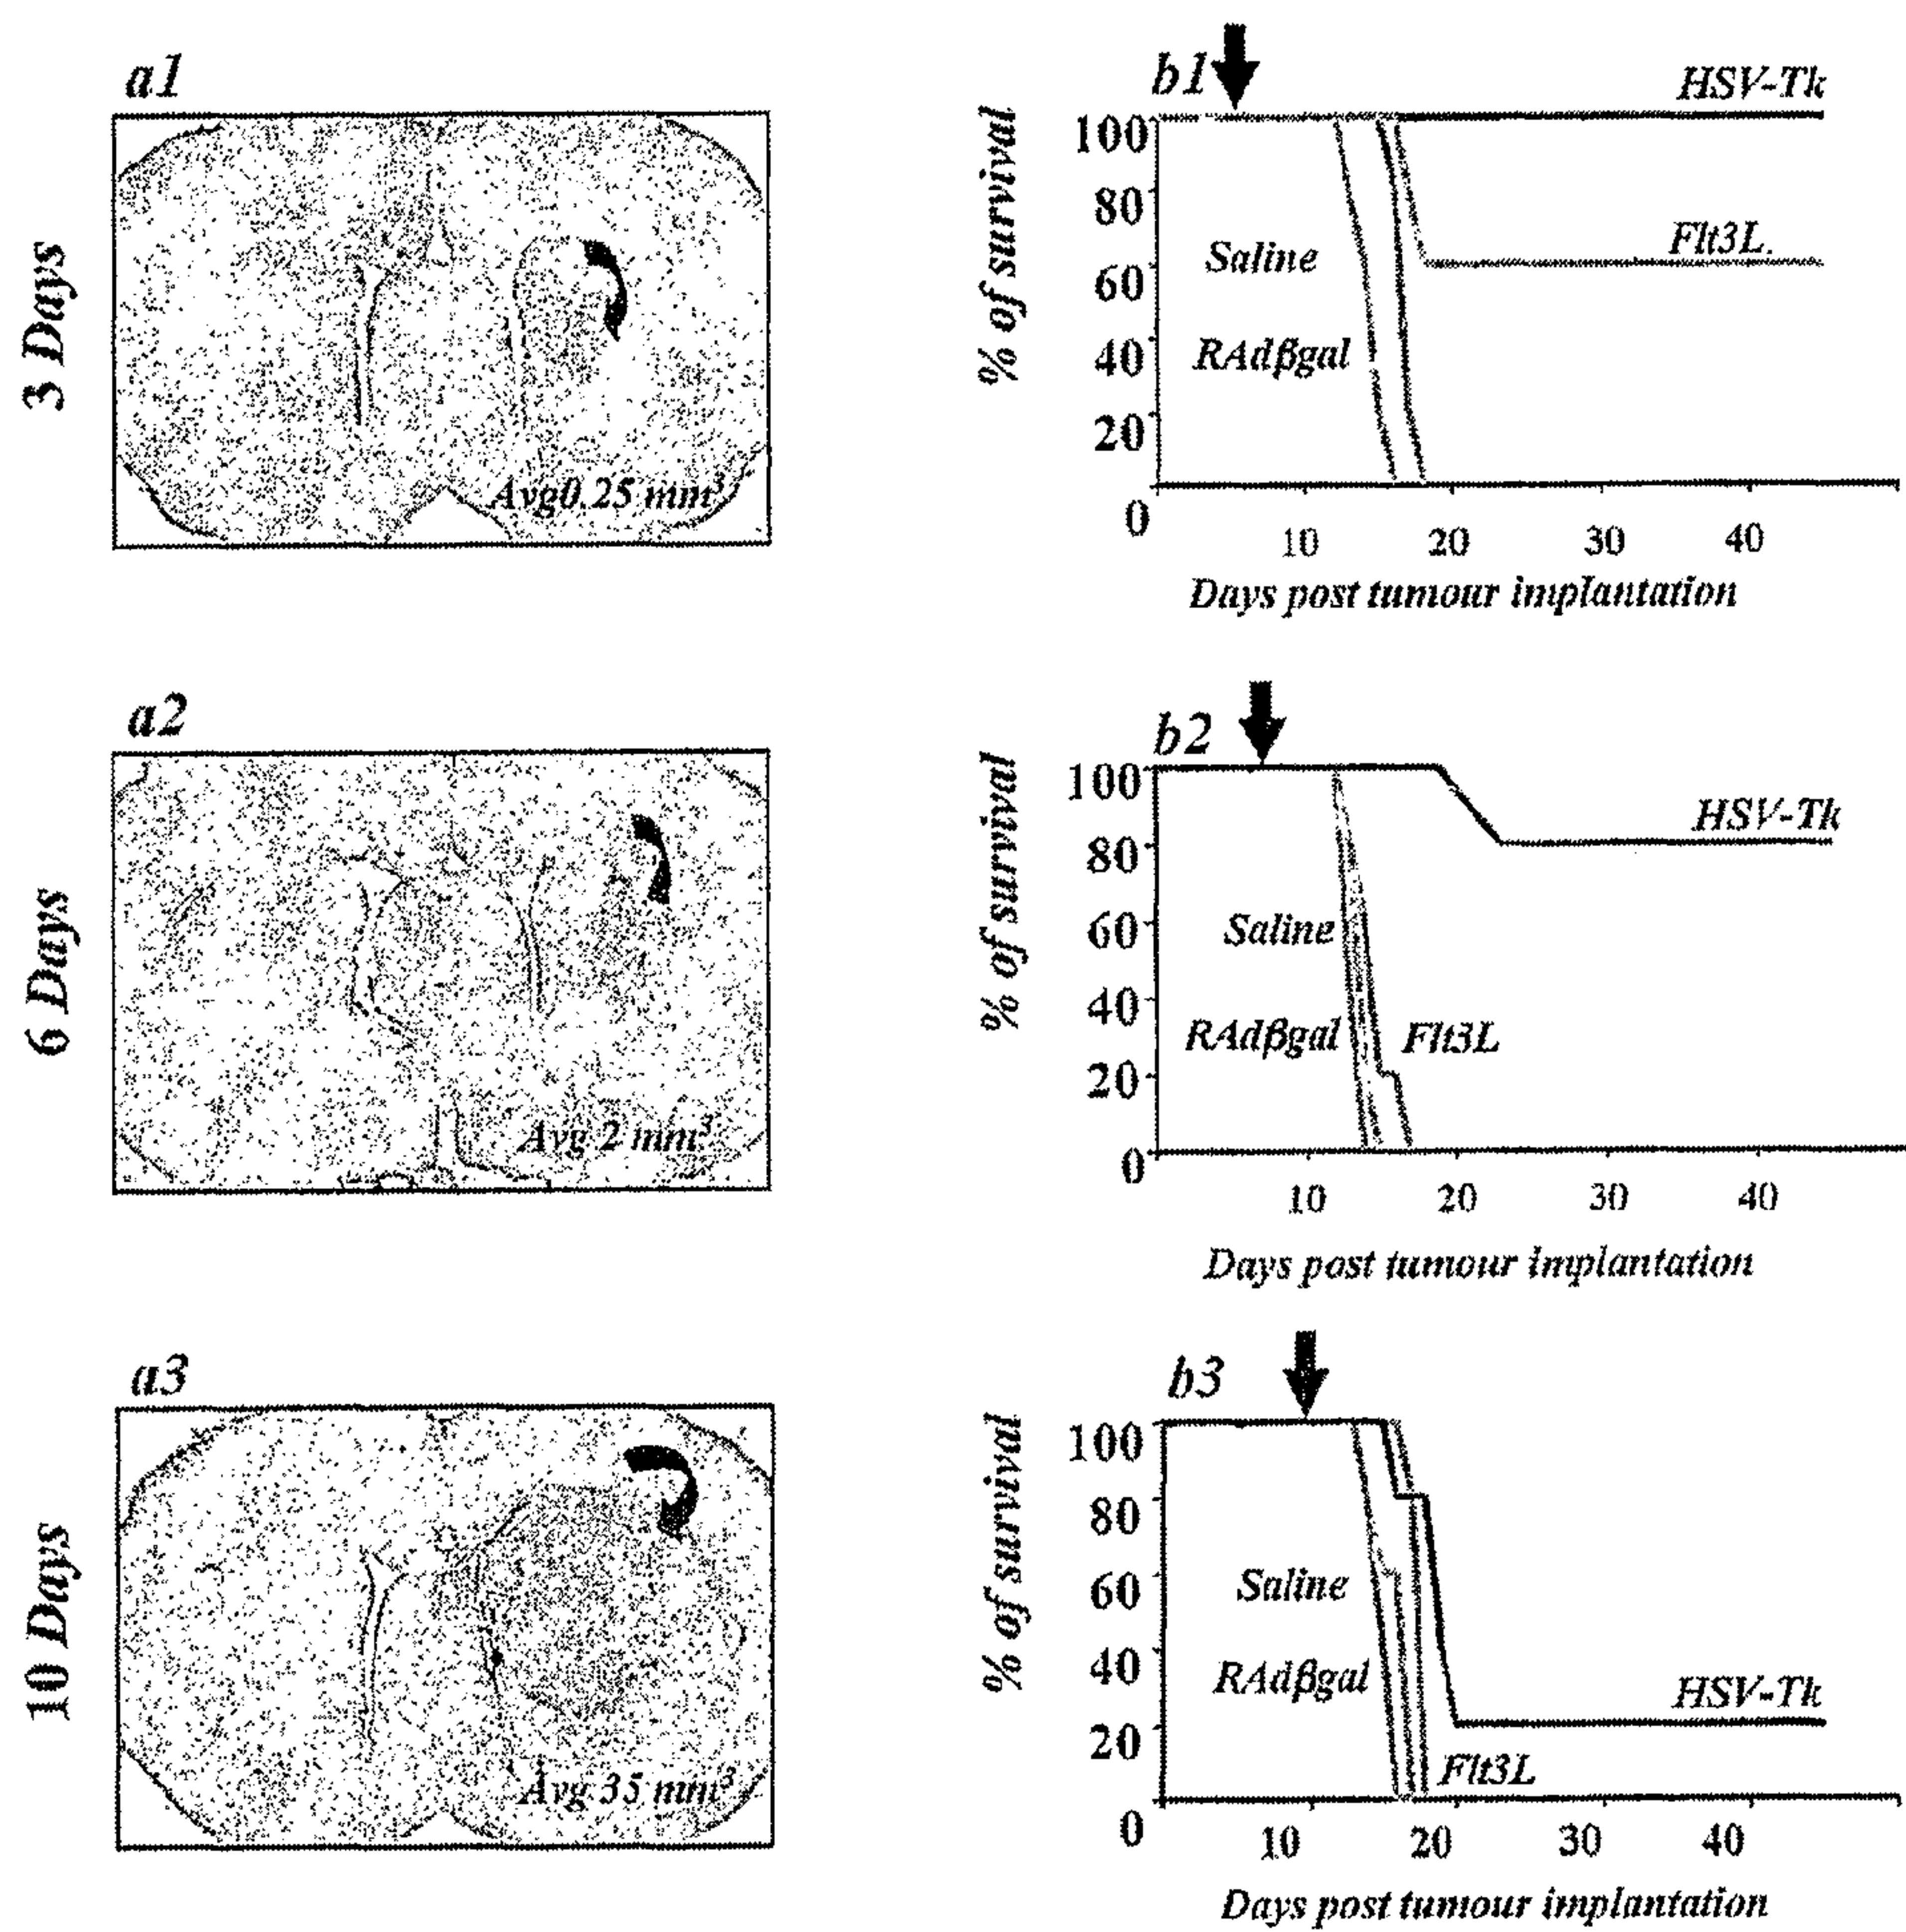 a1
3 Days
Avg0.25 mm³
b1
% of survival
100
80
60
40
20
0
HSV-Tk
Flt3L.
Saline
RAdβgal
10 20 30 40
Days post tumour implantation
a2
6 Days
Avg 2 mm³
b2
% of survival
100
80
60
40
20
0
HSV-Tk
Saline
RAdβgal Flt3L
10 20 30 40
Days post tumour implantation
a3
10 Days
Avg 35 mm³
b3
% of survival
100
80
60
40
20
0
Saline
RAdβgal
HSV-Tk
Flt3L
10 20 30 40
Days post tumour implantation